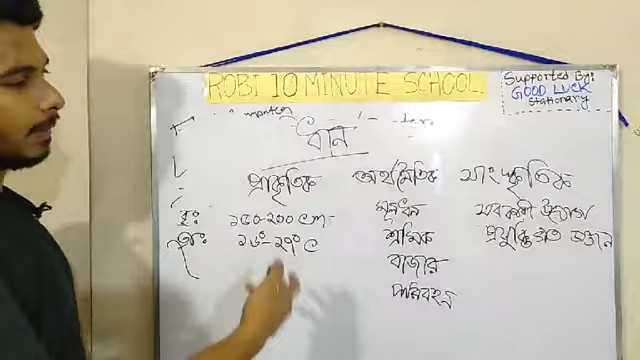 ROBI 10 MINUTE SCHOOL
Supported By:
GOOD LUCK
Stationary
ধান
প্রাকৃতিক অর্থনৈতিক সাংস্কৃতিক
মূলধন সরকারী উদ্যোগ
বৃঃ ১৫০-২০০ cm
শ্রমিক প্রযুক্তিগত জ্ঞান
তাঃ ১৬°-২৭°C
বাজার
পরিবহন